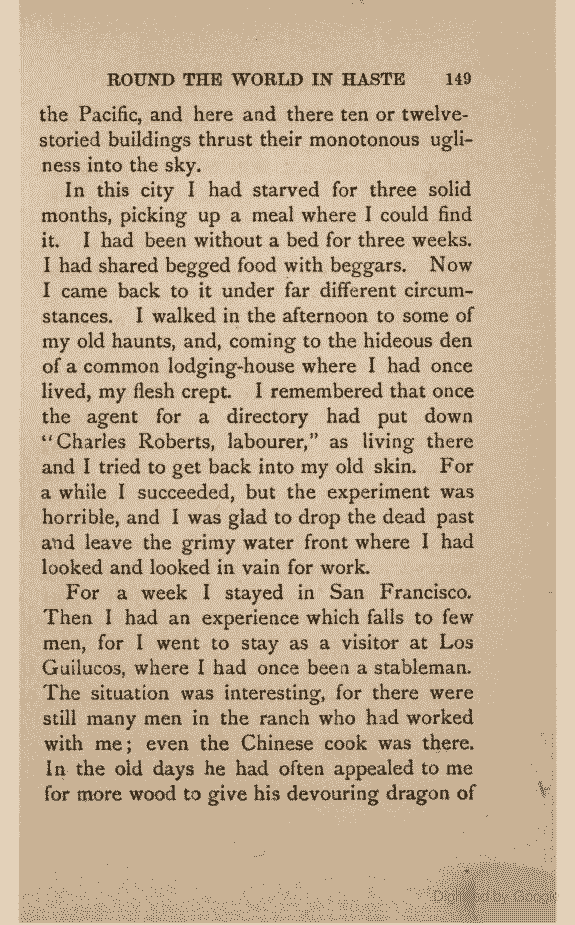 ROUND THE WORLD IN HASTE 149
the Pacific, and here and there ten or twelve-
storied buildings thrust their monotonous ugli-
ness into the sky.
In this city I had starved for three solid
months, picking up a meal where I could find
it. I had been without a bed for three weeks.
I had shared begged food with beggars. Now
I came back to it under far different circum-
stances. I walked in the afternoon to some of
my old haunts, and, coming to the hideous den
of a common lodging-house where I had once
lived, my flesh crept. I remembered that once
the agent for a directory had put down
"Charles Roberts, labourer," as living there
and I tried to get back into my old skin. For
a while I succeeded, but the experiment was
horrible, and I was glad to drop the dead past
and leave the grimy water front where I had
looked and looked in vain for work.
For a week I stayed in San Francisco.
Then I had an experience which falls to few
men, for I went to stay as a visitor at Los
Guilucos, where I had once been a stableman.
The situation was interesting, for there were
still many men in the ranch who had worked
with me; even the Chinese cook was there.
In the old days he had often appealed to me
for more wood to give his devouring dragon of
Digitized by Google